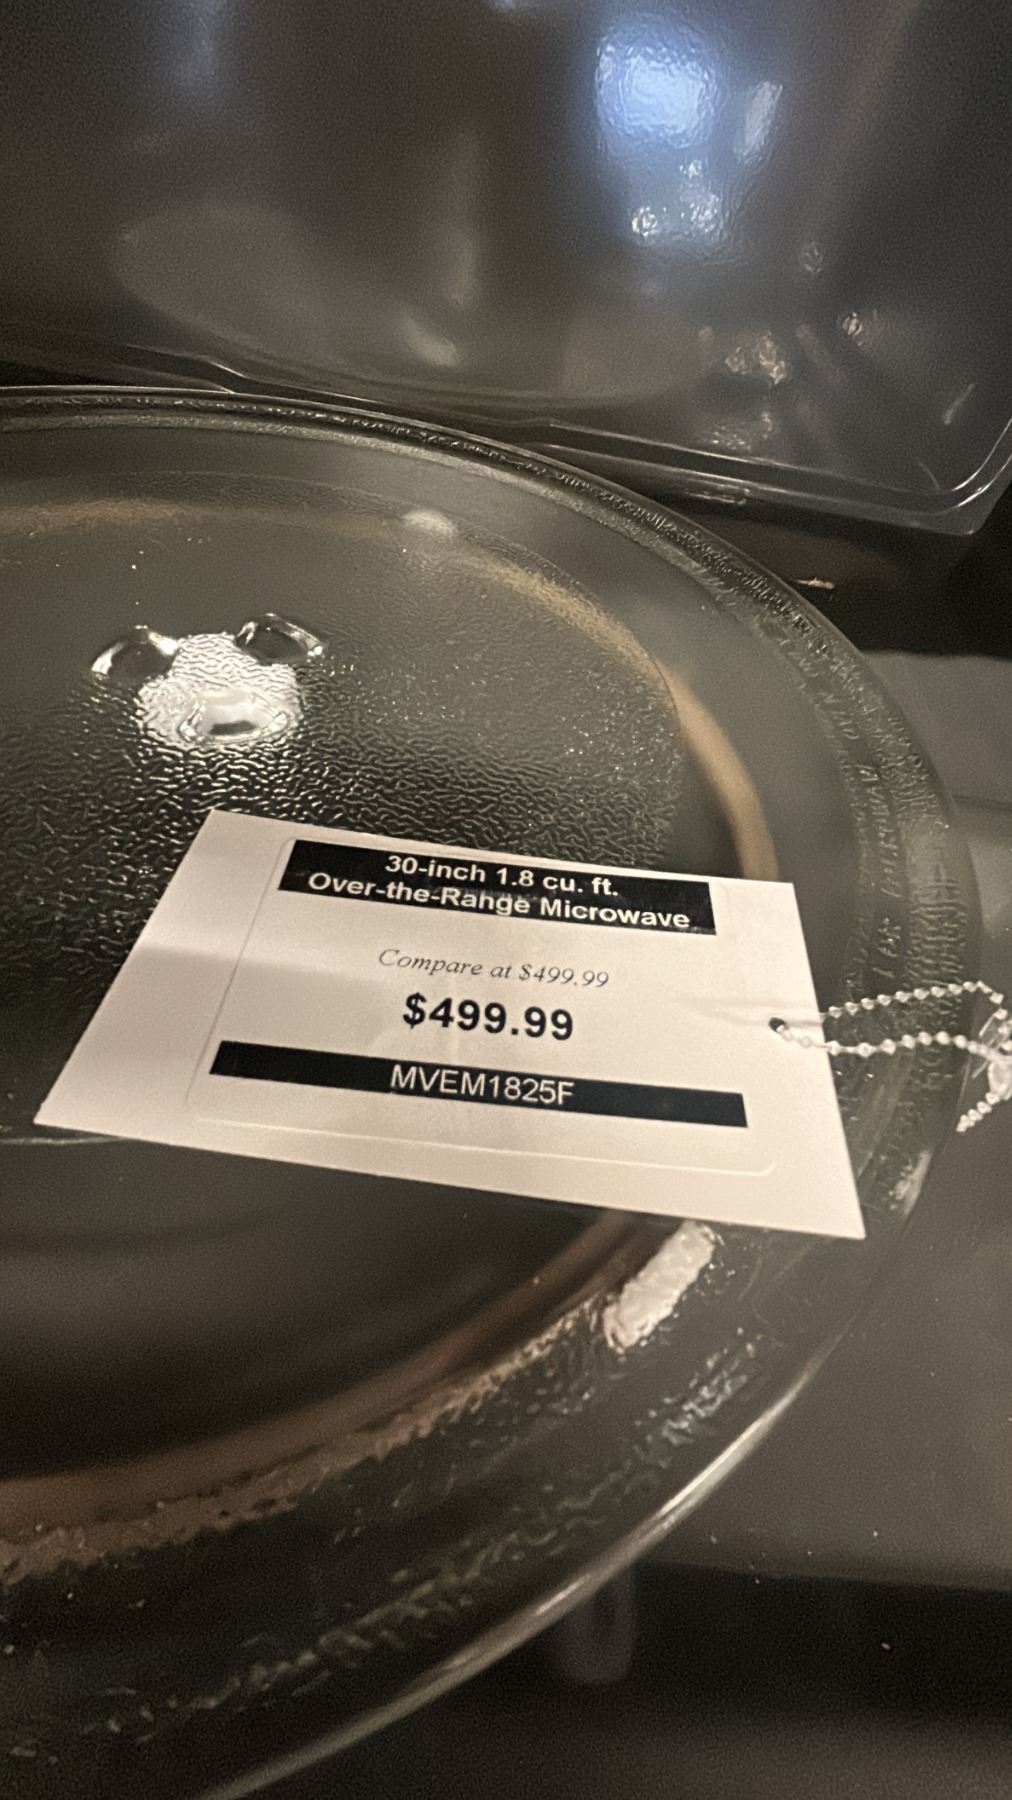 30-inch 1.8 cu. ft.
Over-the-Range Microwave
Compare at $499.99
$499.99
MVEM1825F